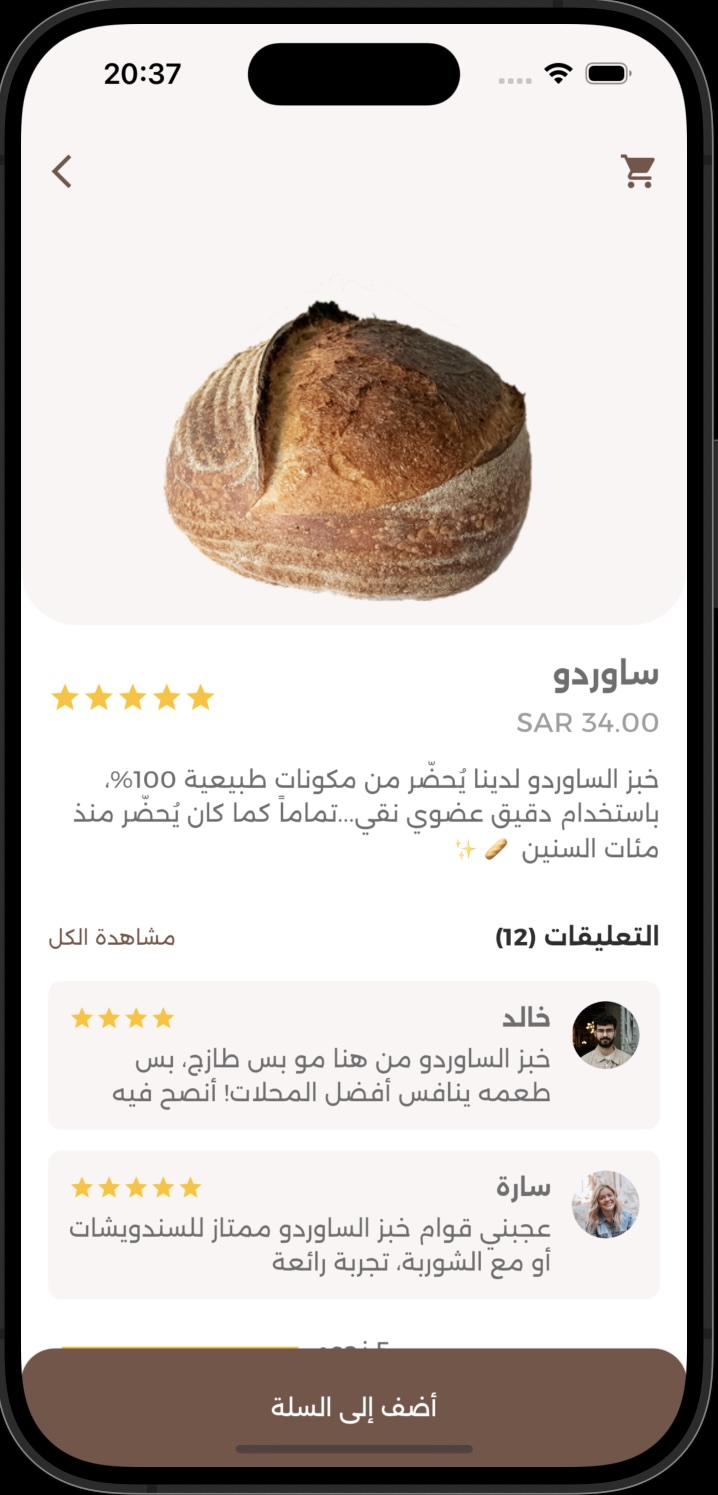 20:37
ساوردو
SAR 34.00
خبز الساوردو لدينا يُحضّر من مكونات طبيعية 100%،
باستخدام دقيق عضوي نقي...تماماً كما كان يُحضّر منذ
مئات السنين 🥖 ✨
التعليقات (12)
مشاهدة الكل
خالد
خبز الساوردو من هنا مو بس طازج، بس
طعمه ينافس أفضل المحلات! أنصح فيه
سارة
عجبني قوام خبز الساوردو ممتاز للسندويشات
أو مع الشوربة، تجربة رائعة
أضف إلى السلة